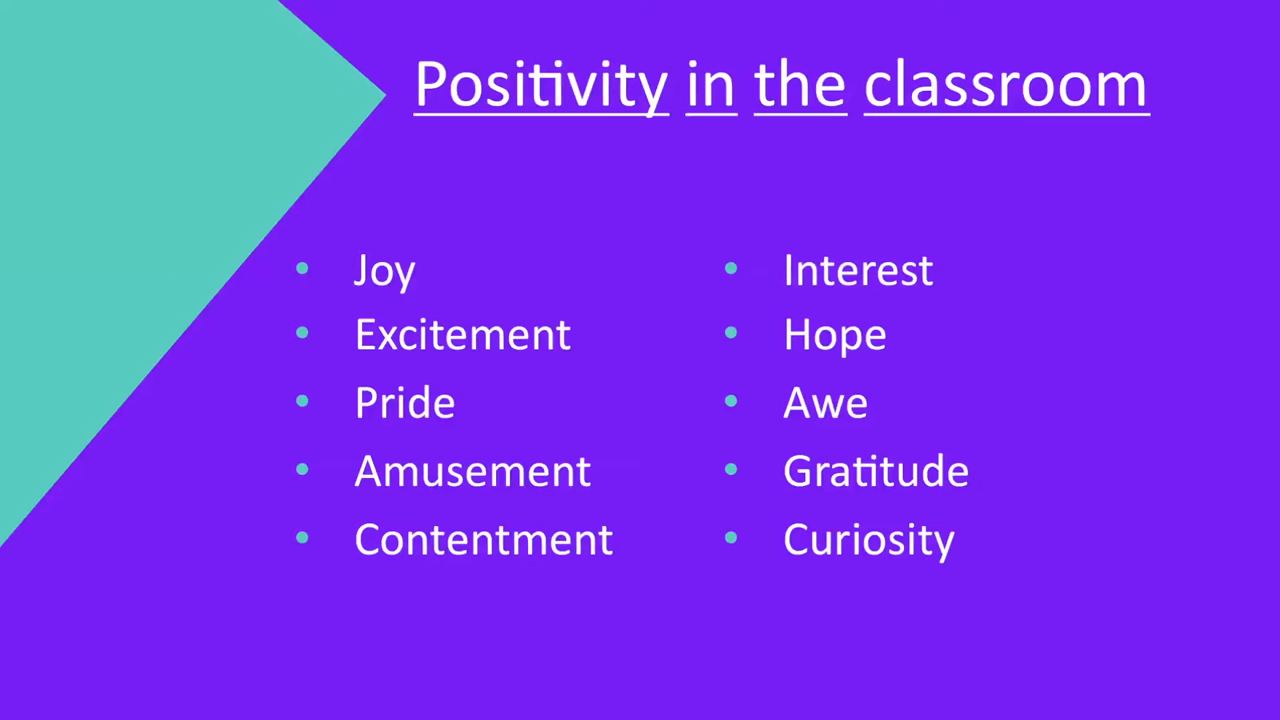 Positivity in the classroom
• Joy
• Excitement
• Pride
• Amusement
• Contentment
• Interest
• Hope
• Awe
• Gratitude
• Curiosity